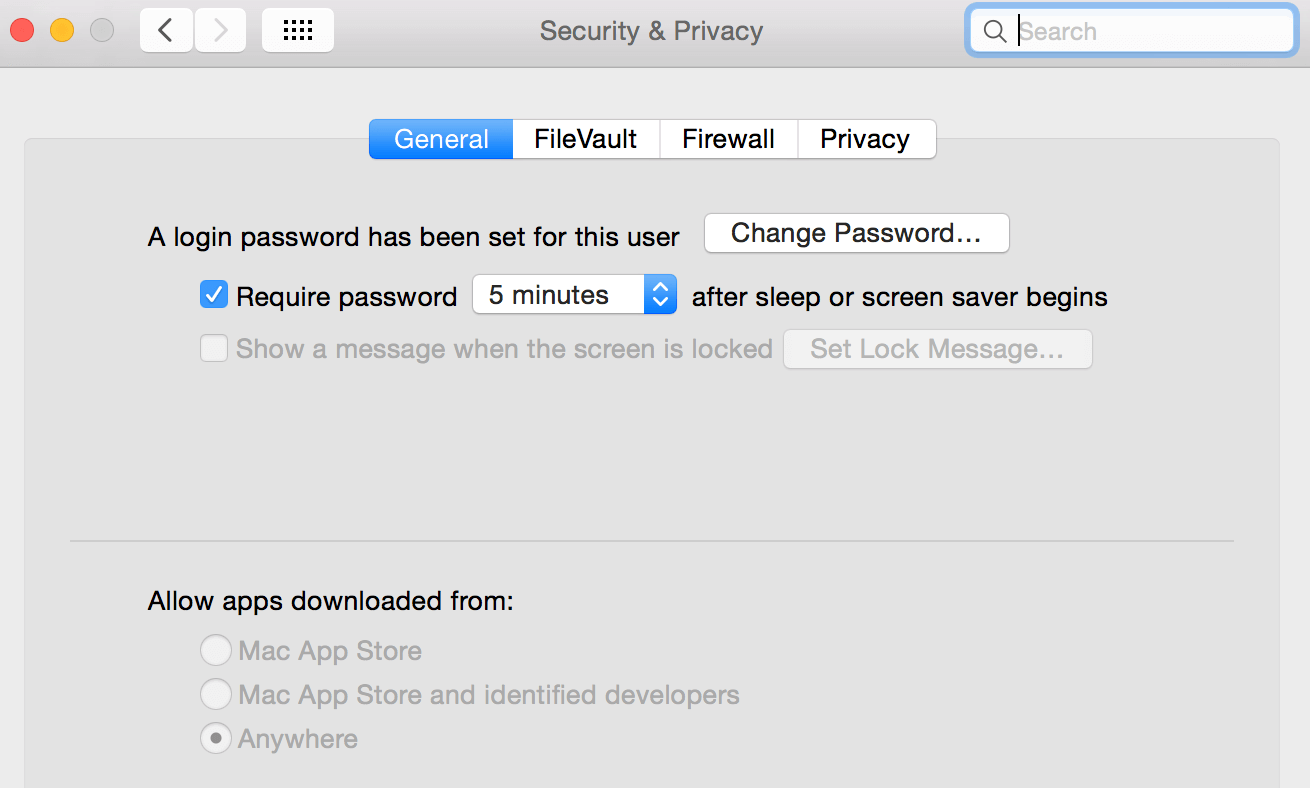 Security & Privacy
Search
General FileVault Firewall Privacy
A login password has been set for this user Change Password...
Require password 5 minutes after sleep or screen saver begins
Show a message when the screen is locked Set Lock Message...
Allow apps downloaded from:
Mac App Store
Mac App Store and identified developers
Anywhere